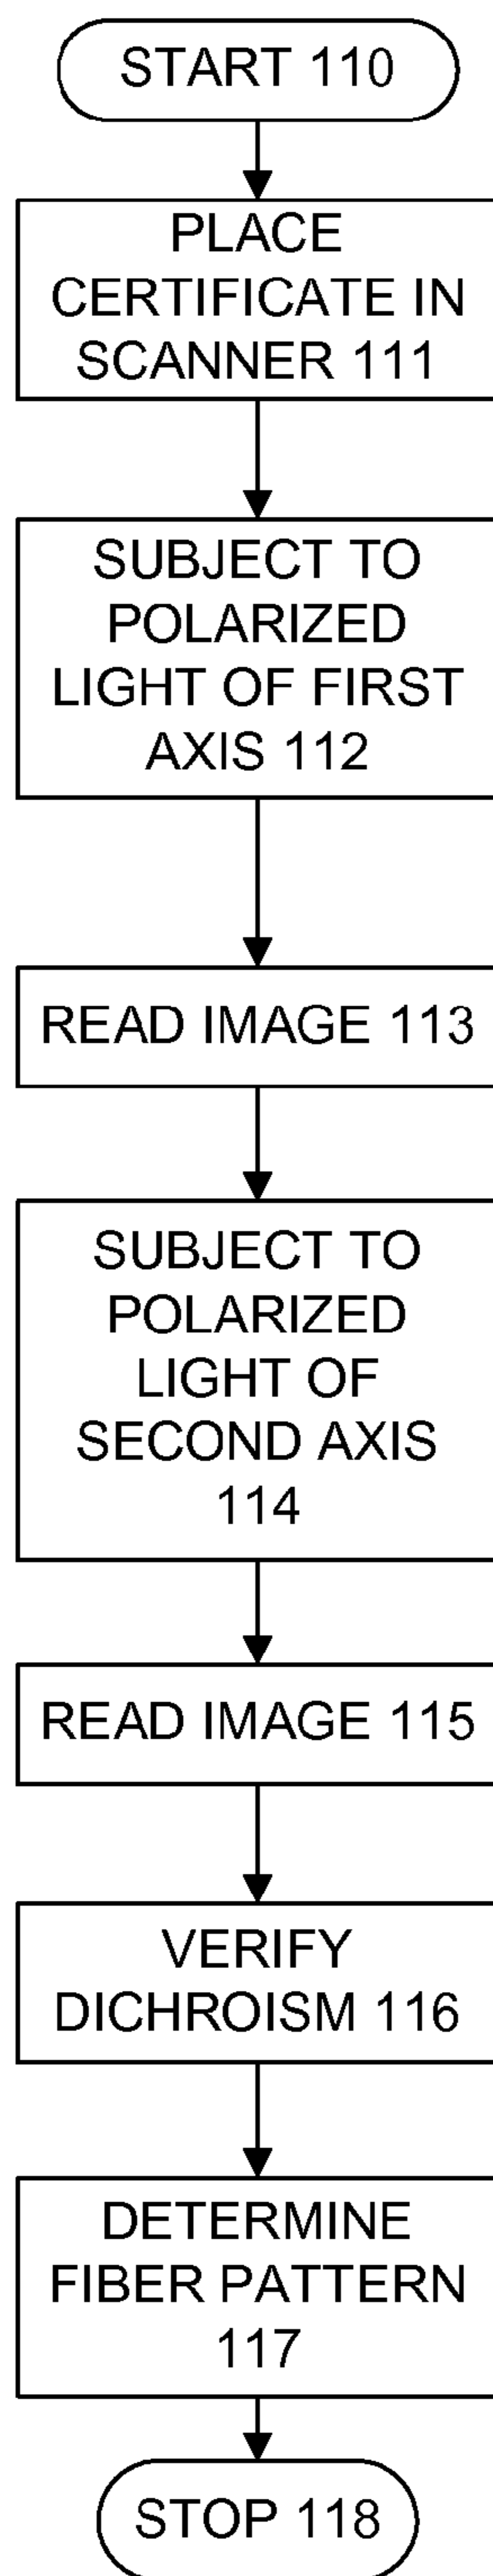 START 110
PLACE
CERTIFICATE IN
SCANNER 111
SUBJECT TO
POLARIZED
LIGHT OF FIRST
AXIS 112
READ IMAGE 113
SUBJECT TO
POLARIZED
LIGHT OF
SECOND AXIS
114
READ IMAGE 115
VERIFY
DICHROISM 116
DETERMINE
FIBER PATTERN
117
STOP 118